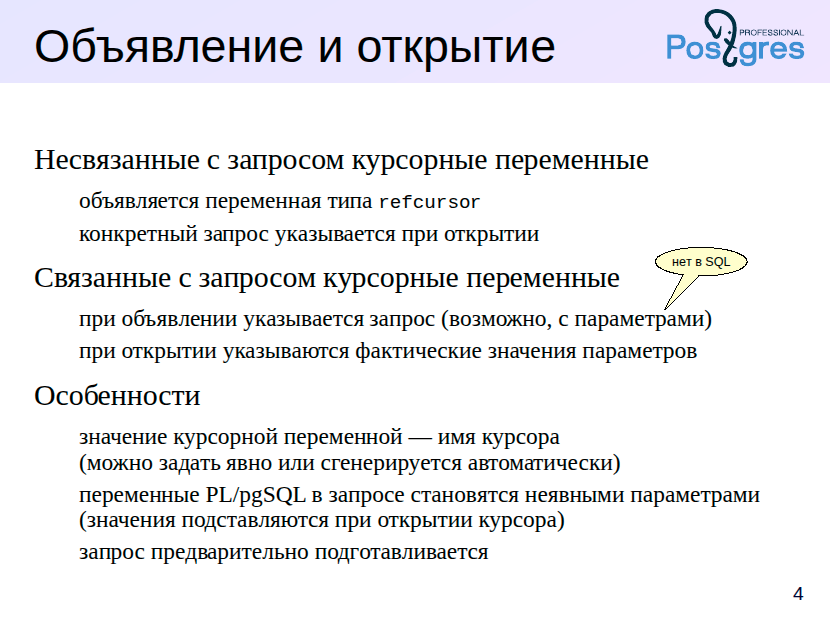 Объявление и открытие
PROFESSIONAL
Postgres
Несвязанные с запросом курсорные переменные
объявляется переменная типа refcursor
конкретный запрос указывается при открытии
нет в SQL
Связанные с запросом курсорные переменные
при объявлении указывается запрос (возможно, с параметрами)
при открытии указываются фактические значения параметров
Особенности
значение курсорной переменной — имя курсора
(можно задать явно или сгенерируется автоматически)
переменные PL/pgSQL в запросе становятся неявными параметрами
(значения подставляются при открытии курсора)
запрос предварительно подготавливается
4